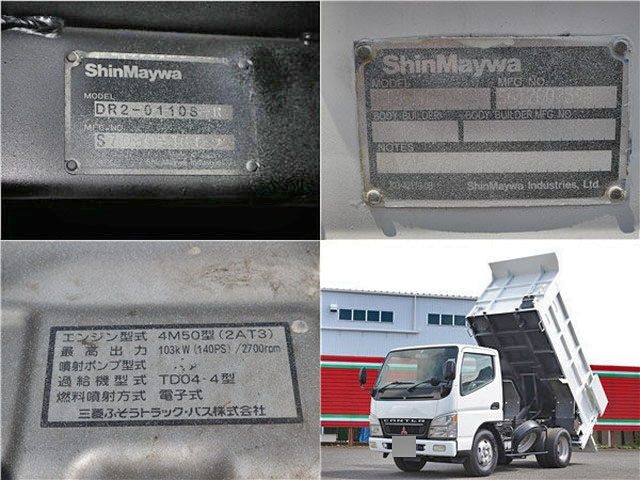 ShinMaywa
MODEL
DR2-0110S
MFG.NO.
ShinMaywa
MODEL MFG NO.
BODY BUILDER BODY BUILDER MFG NO.
NOTES
ShinMaywa Industries, Ltd.
エンジン型式 4M50型(2AT3)
最高出力 103kW(140PS)/2700rpm
噴射ポンプ型式
過給機型式 TD04-4型
燃料噴射方式 電子式
三菱ふそうトラック・バス株式会社
CANTER